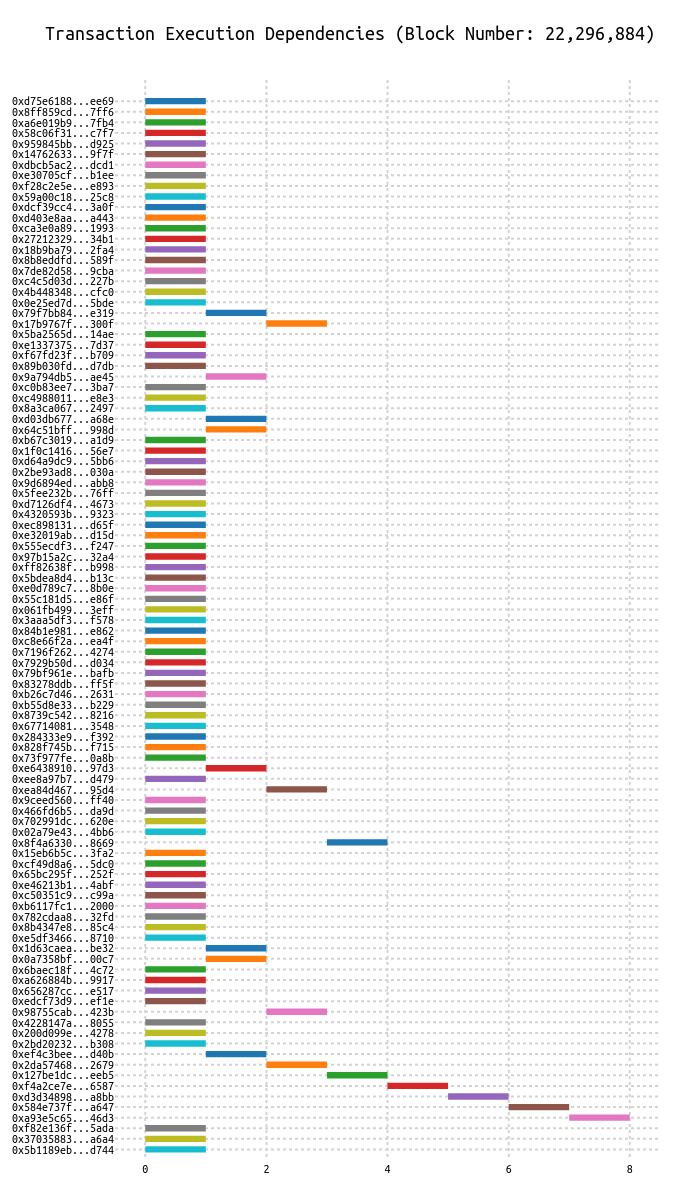 Transaction Execution Dependencies (Block Number: 22,296,884)
0xd75e6188...ee69
0x8ff859cd...7ff6
0xa6e019b9...7fb4
0x58c06f31...c7f7
0x959845bb...d925
0x14762633...9f7f
0xdbcb5ac2...dcd1
0xe30705cf...b1ee
0xf28c2e5e...e893
0x59a00c18...25c8
0xdcf39cc4...3a0f
0xd403e8aa...a443
0xca3e0a89...1993
0x27212329...34b1
0x18b9ba79...2fa4
0x8b8eddfd...589f
0x7de82d58...9cba
0xc4c5d03d...227b
0x4b448348...cfc0
0x0e25ed7d...5bde
0x79f7bb84...e319
0x17b9767f...300f
0x5ba2565d...14ae
0xe1337375...7d37
0xf67fd23f...b709
0x89b030fd...d7db
0x9a794db5...ae45
0xc0b83ee7...3ba7
0xc4988011...e8e3
0x8a3ca067...2497
0xd03db677...a68e
0x64c51bff...998d
0xb67c3019...a1d9
0x1f0c1416...56e7
0xd64a9dc9...5bb6
0x2be93ad8...030a
0x9d6894ed...abb8
0x5fee232b...76ff
0xd7126df4...4673
0x4320593b...9323
0xec898131...d65f
0xe32019ab...d15d
0x555ecdf3...f247
0x97b15a2c...32a4
0xff82638f...b998
0x5bdea8d4...b13c
0xe0d789c7...8b0e
0x55c181d5...e86f
0x061fb499...3eff
0x3aaa5df3...f578
0x84b1e981...e862
0xc8e66f2a...ea4f
0x7196f262...4274
0x7929b50d...d034
0x79bf961e...bafb
0x83278ddb...ff5f
0xb26c7d46...2631
0xb55d8e33...b229
0x8739c542...8216
0x67714081...3548
0x284333e9...f392
0x828f745b...f715
0x73f977fe...0a8b
0xe6438910...97d3
0xee8a97b7...d479
0xea84d467...95d4
0x9ceed560...ff40
0x466fd6b5...da9d
0x702991dc...620e
0x02a79e43...4bb6
0x8f4a6330...8669
0x15eb6b5c...3fa2
0xcf49d8a6...5dc0
0x65bc295f...252f
0xe46213b1...4abf
0xc50351c9...c99a
0xb6117fc1...2000
0x782cdaa8...32fd
0x8b4347e8...85c4
0xe5df3466...8710
0x1d63caea...be32
0x0a7358bf...00c7
0x6baec18f...4c72
0xa626884b...9917
0x656287cc...e517
0xedcf73d9...ef1e
0x98755cab...423b
0x4228147a...8055
0x200d099e...4278
0x2bd20232...b308
0xef4c3bee...d40b
0x2da57468...2679
0x127be1dc...eeb5
0xf4a2ce7e...6587
0xd3d34898...a8bb
0x584e737f...a647
0xa93e5c65...46d3
0xf82e136f...5ada
0x37035883...a6a4
0x5b1189eb...d744
0 2 4 6 8